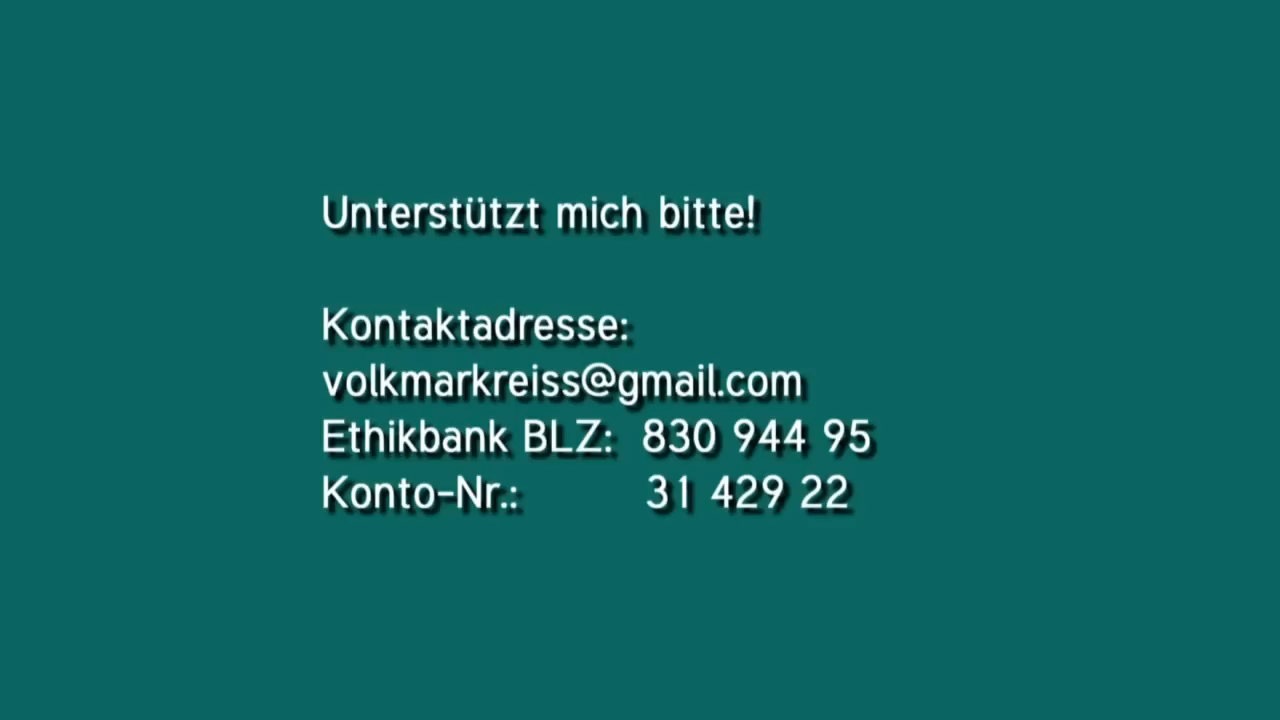 Unterstützt mich bitte!
Kontaktadresse:
volkmarkreiss@gmail.com
Ethikbank BLZ: 830 944 95
Konto-Nr.: 31 429 22